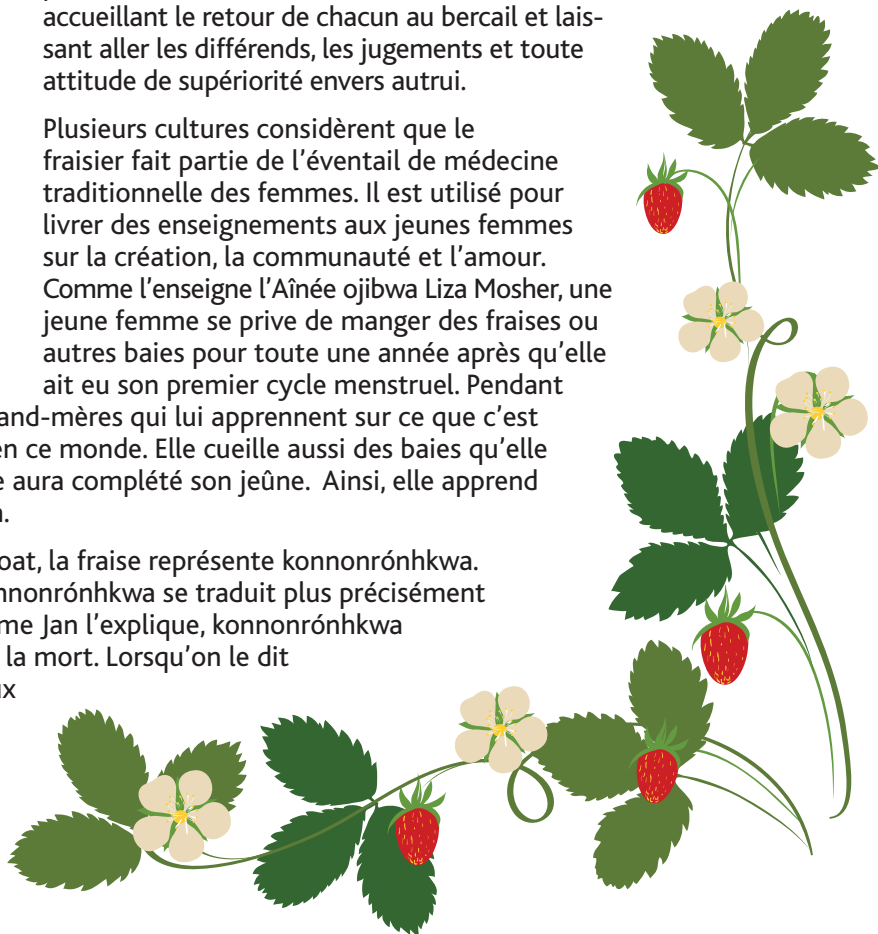 accueillant le retour de chacun au bercail et lais-
sant aller les différends, les jugements et toute
attitude de supériorité envers autrui.
Plusieurs cultures considèrent que le
fraisier fait partie de l’éventail de médecine
traditionnelle des femmes. Il est utilisé pour
livrer des enseignements aux jeunes femmes
sur la création, la communauté et l’amour.
Comme l’enseigne l’Aînée ojibwa Liza Mosher, une
jeune femme se prive de manger des fraises ou
autres baies pour toute une année après qu’elle
ait eu son premier cycle menstruel. Pendant
and-mères qui lui apprennent sur ce que c’est
en ce monde. Elle cueille aussi des baies qu’elle
e aura complété son jeûne. Ainsi, elle apprend
oat, la fraise représente konnonrónhkwa.
nnonrónhkwa se traduit plus précisément
me Jan l’explique, konnonrónhkwa
la mort. Lorsqu’on le dit
ux